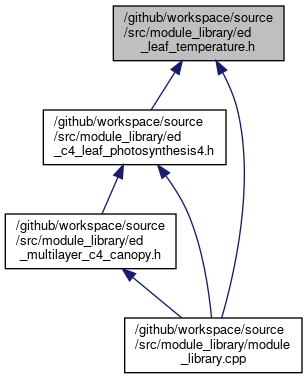 /github/workspace/source
/src/module_library/ed
_leaf_temperature.h
/github/workspace/source
/src/module_library/ed
_c4_leaf_photosynthesis4.h
/github/workspace/source
/src/module_library/ed
_multilayer_c4_canopy.h
/github/workspace/source
/src/module_library/module
_library.cpp